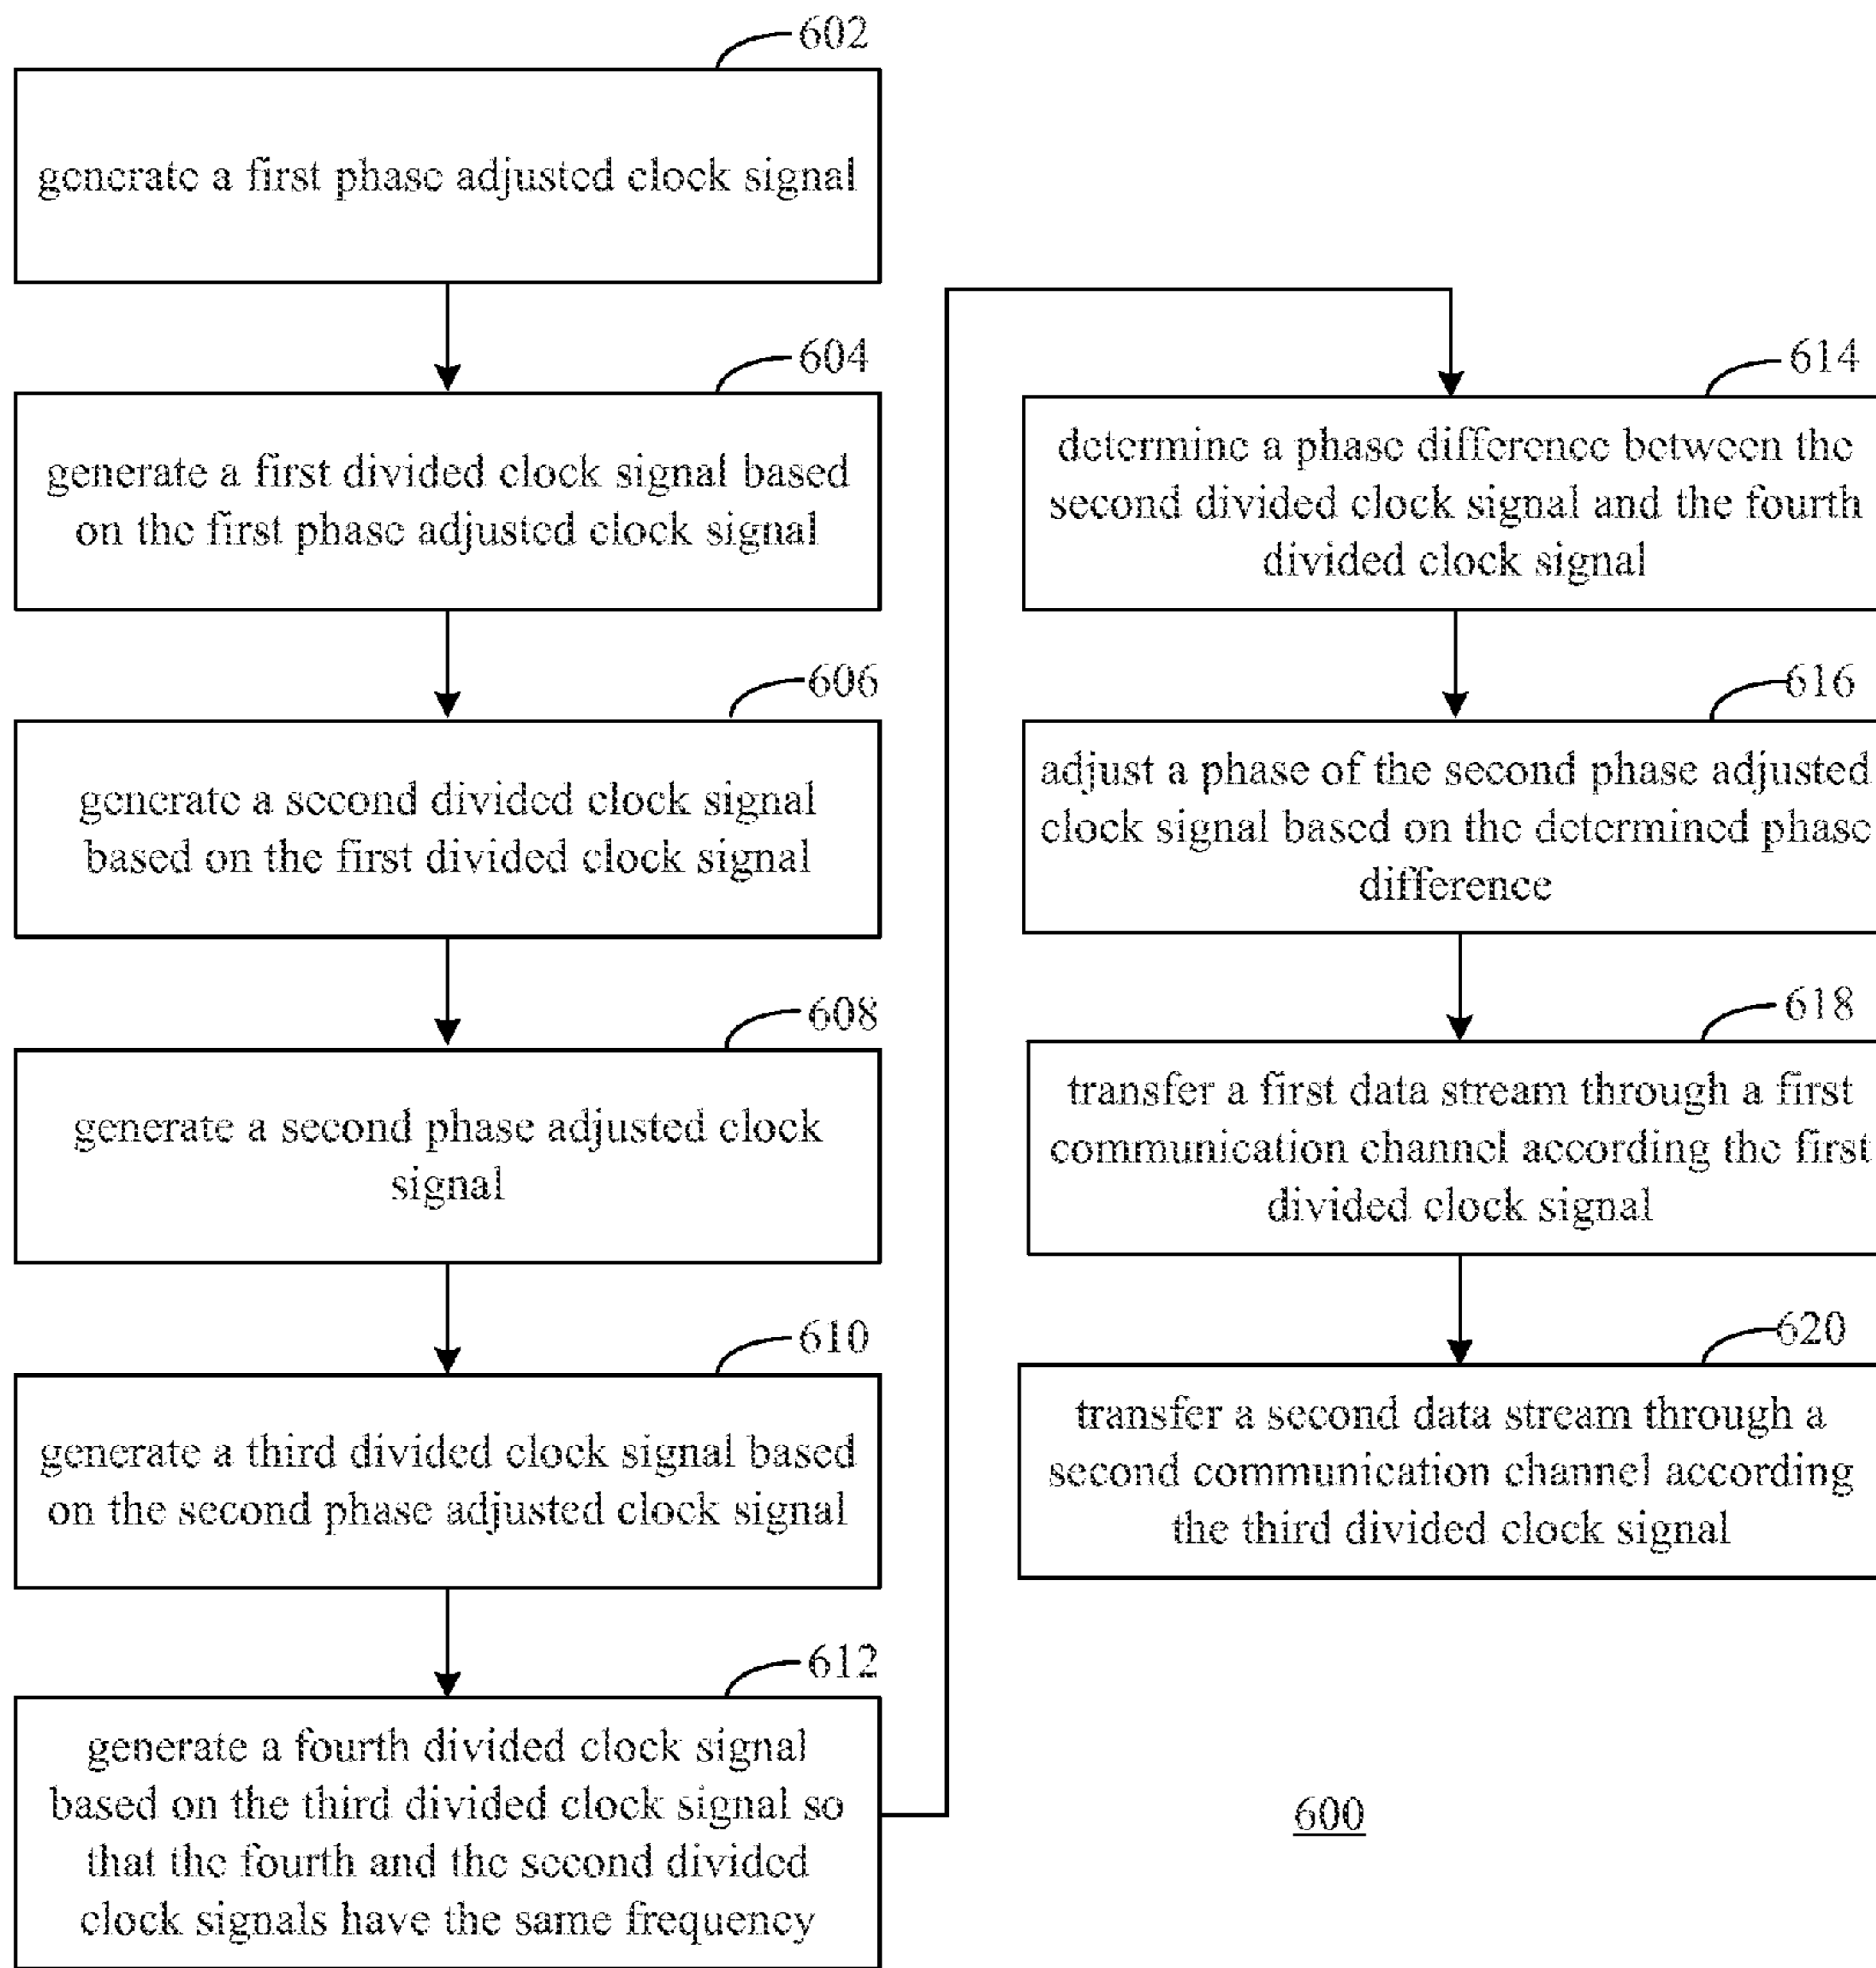 602
generate a first phase adjusted clock signal
604
generate a first divided clock signal based
on the first phase adjusted clock signal
606
generate a second divided clock signal
based on the first divided clock signal
608
generate a second phase adjusted clock
signal
610
generate a third divided clock signal based
on the second phase adjusted clock signal
612
generate a fourth divided clock signal
based on the third divided clock signal so
that the fourth and the second divided
clock signals have the same frequency
614
determine a phase difference between the
second divided clock signal and the fourth
divided clock signal
616
adjust a phase of the second phase adjusted
clock signal based on the determined phase
difference
618
transfer a first data stream through a first
communication channel according the first
divided clock signal
620
transfer a second data stream through a
second communication channel according
the third divided clock signal
600